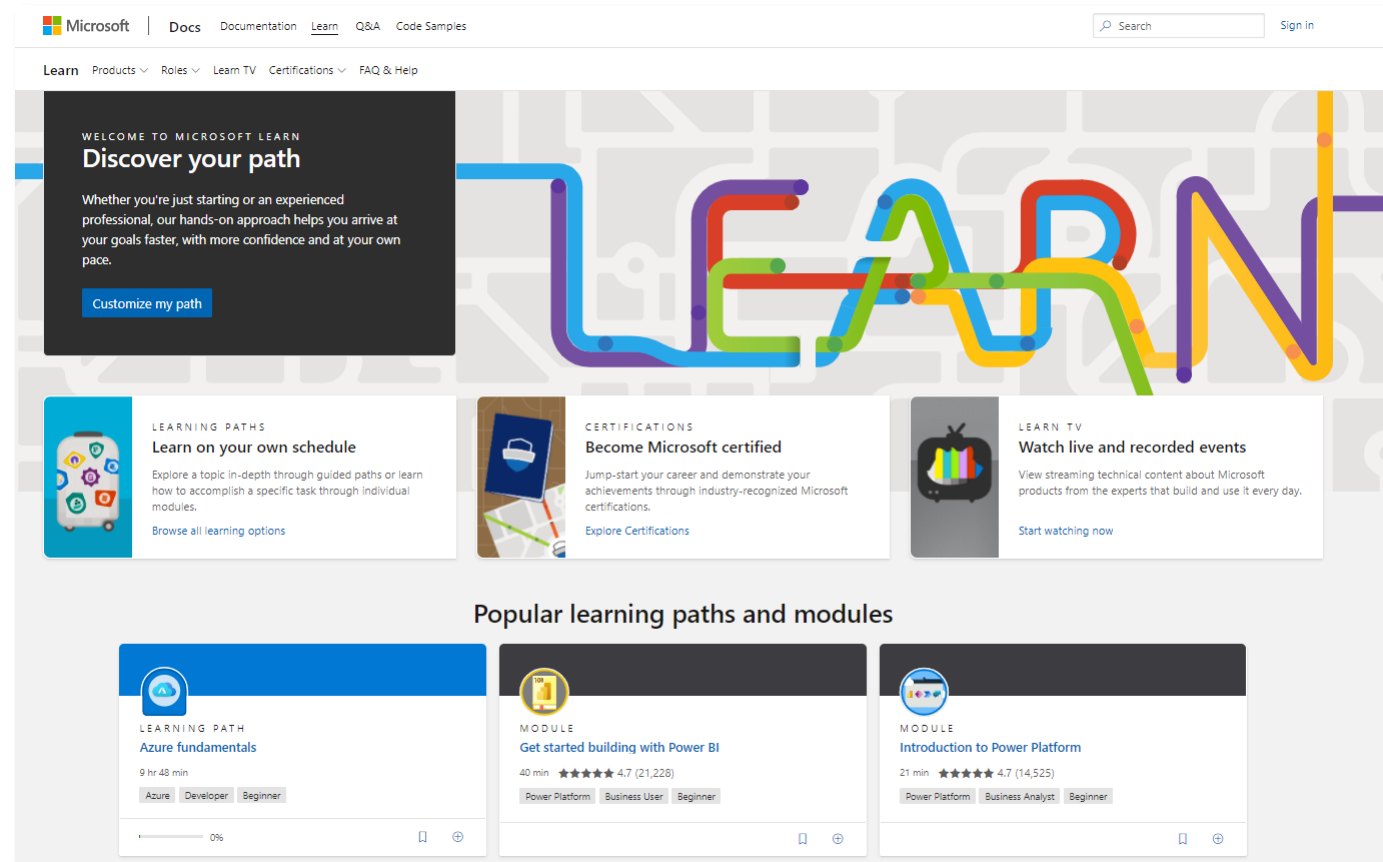 Microsoft Docs Documentation Learn Q&A Code Samples Search Sign in
Learn Products Roles Learn TV Certifications FAQ & Help
WELCOME TO MICROSOFT LEARN
Discover your path
Whether you're just starting or an experienced
professional, our hands-on approach helps you arrive at
your goals faster, with more confidence and at your own
pace.
Customize my path
LEARN
LEARNING PATHS
Learn on your own schedule
Explore a topic in-depth through guided paths or learn
how to accomplish a specific task through individual
modules.
Browse all learning options
CERTIFICATIONS
Become Microsoft certified
Jump-start your career and demonstrate your
achievements through industry-recognized Microsoft
certifications.
Explore Certifications
LEARN TV
Watch live and recorded events
View streaming technical content about Microsoft
products from the experts that build and use it every day.
Start watching now
Popular learning paths and modules
LEARNING PATH
Azure fundamentals
9 hr 48 min
Azure Developer Beginner
0%
MODULE
Get started building with Power BI
40 min 4.7 (21,228)
Power Platform Business User Beginner
MODULE
Introduction to Power Platform
21 min 4.7 (14,525)
Power Platform Business Analyst Beginner